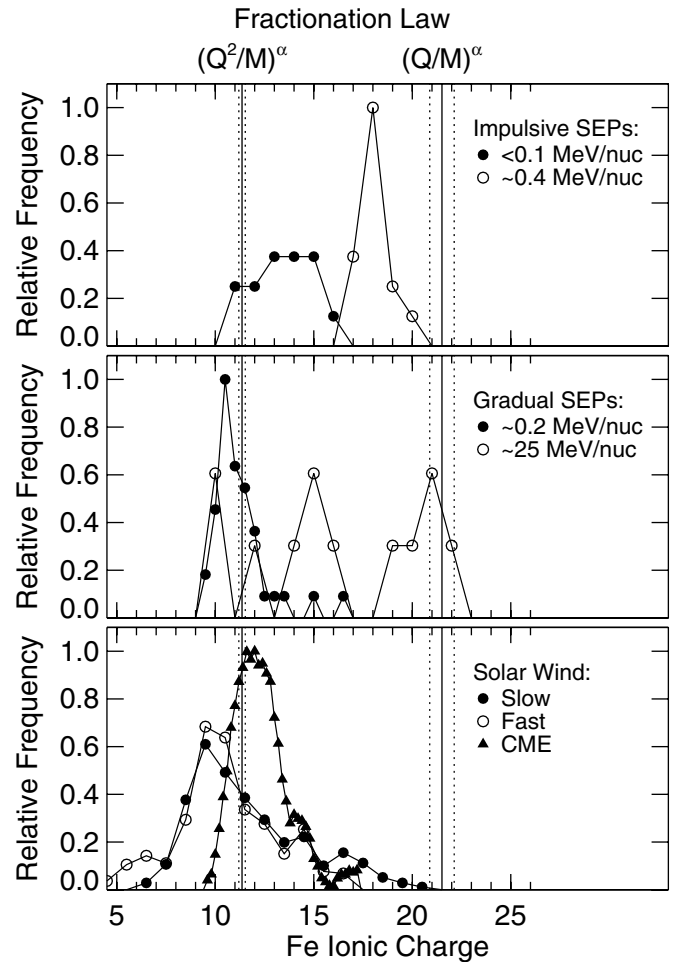 Fractionation Law
(Q²/M)^α (Q/M)^α
Relative Frequency
1.0
0.8
0.6
0.4
0.2
0.0
Impulsive SEPs:
<0.1 MeV/nuc
~0.4 MeV/nuc
Relative Frequency
1.0
0.8
0.6
0.4
0.2
0.0
Gradual SEPs:
~0.2 MeV/nuc
~25 MeV/nuc
Relative Frequency
1.0
0.8
0.6
0.4
0.2
0.0
Solar Wind:
Slow
Fast
CME
5 10 15 20 25
Fe Ionic Charge